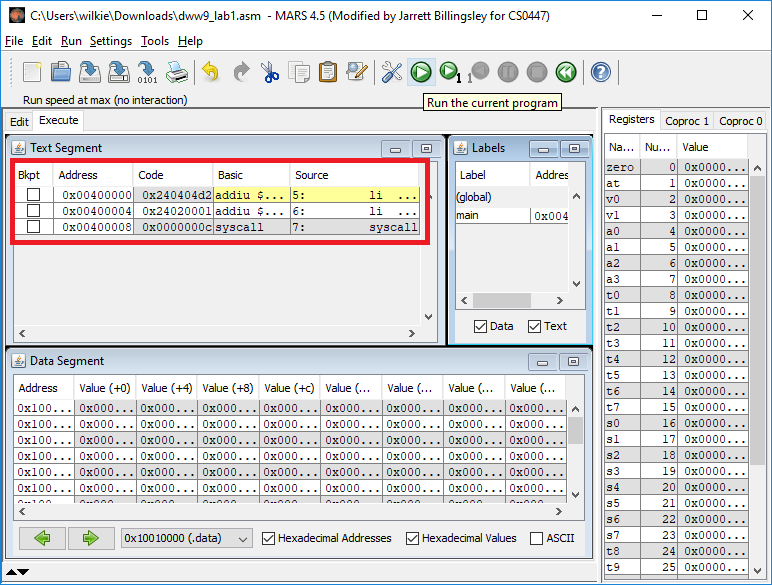 C:\Users\wilkie\Downloads\dww9_lab1.asm - MARS 4.5 (Modified by Jarrett Billingsley for CS0447)
File Edit Run Settings Tools Help
1 1
0101
Run speed at max (no interaction)
Run the current program
Edit Execute
Text Segment
Bkpt Address Code Basic Source
0x00400000 0x240404d2 addiu $... 5: li ...
0x00400004 0x24020001 addiu $... 6: li ...
0x00400008 0x0000000c syscall 7: syscall
Labels
Label Addres
(global)
main 0x004
Data Text
Data Segment
Address Value (+0) Value (+4) Value (+8) Value (+c) Value (... Value (... Value (... Value (...
0x100... 0x000... 0x000... 0x000... 0x000... 0x000... 0x000... 0x000... 0x000...
0x100... 0x000... 0x000... 0x000... 0x000... 0x000... 0x000... 0x000... 0x000...
0x100... 0x000... 0x000... 0x000... 0x000... 0x000... 0x000... 0x000... 0x000...
0x100... 0x000... 0x000... 0x000... 0x000... 0x000... 0x000... 0x000... 0x000...
0x100... 0x000... 0x000... 0x000... 0x000... 0x000... 0x000... 0x000... 0x000...
0x100... 0x000... 0x000... 0x000... 0x000... 0x000... 0x000... 0x000... 0x000...
0x10010000 (.data) Hexadecimal Addresses Hexadecimal Values ASCII
Registers Coproc 1 Coproc 0
Na... Nu... Value
zero 0 0x0000...
at 1 0x0000...
v0 2 0x0000...
v1 3 0x0000...
a0 4 0x0000...
a1 5 0x0000...
a2 6 0x0000...
a3 7 0x0000...
t0 8 0x0000...
t1 9 0x0000...
t2 10 0x0000...
t3 11 0x0000...
t4 12 0x0000...
t5 13 0x0000...
t6 14 0x0000...
t7 15 0x0000...
s0 16 0x0000...
s1 17 0x0000...
s2 18 0x0000...
s3 19 0x0000...
s4 20 0x0000...
s5 21 0x0000...
s6 22 0x0000...
s7 23 0x0000...
t8 24 0x0000...
t9 25 0x0000...